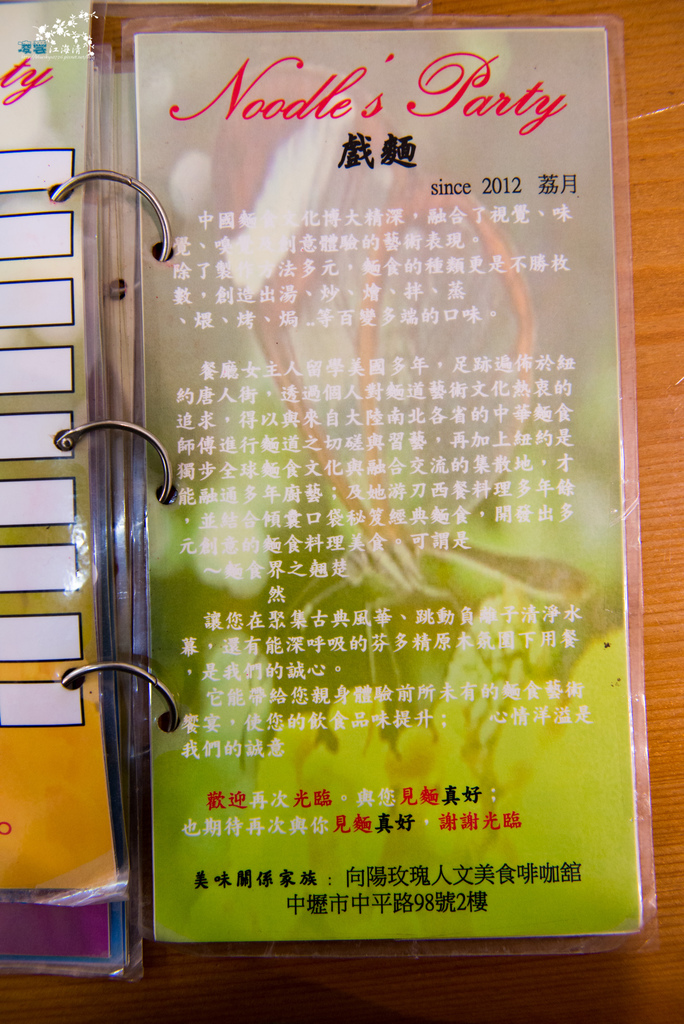 ty
Noodle's Party
戲麵
since 2012 荔月
中國麵食文化博大精深，融合了視覺、味
覺、嗅覺及創意體驗的藝術表現。
除了製作方法多元，麵食的種類更是不勝枚
數，創造出湯、炒、燴、拌、蒸
、煨、烤、焗…等百變多端的口味。
餐廳女主人留學美國多年，足跡遍佈於紐
約唐人街，透過個人對麵道藝術文化熱衷的
追求，得以與來自大陸南北各省的中華麵食
師傅進行麵道之切磋與習藝，再加上紐約是
獨步全球麵食文化與融合交流的集散地，才
能融通多年廚藝；及她游刃西餐料理多年餘
，並結合傾囊口袋秘笈經典麵食，開發出多
元創意的麵食料理美食。可謂是
～麵食界之翹楚
然
讓您在聚集古典風華、跳動負離子清淨水
幕，還有能深呼吸的芬多精原木氛圍下用餐
，是我們的誠心。
它能帶給您親身體驗前所未有的麵食藝術
饗宴，使您的飲食品味提升； 心情洋溢是
我們的誠意
歡迎再次光臨。與您見麵真好；
也期待再次與你見麵真好，謝謝光臨
美味關係家族：向陽玫瑰人文美食啡咖舘
中壢市中平路98號2樓